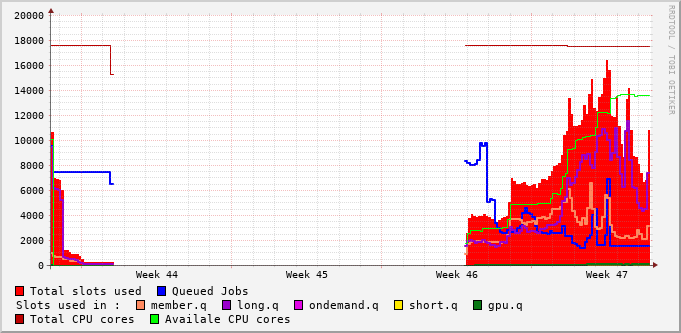 20000
18000
16000
14000
12000
10000
8000
6000
4000
2000
0
Week 44 Week 45 Week 46 Week 47
RRDTOOL / TOBI OETIKER
Total slots used Queued Jobs
Slots used in : member.q long.q ondemand.q short.q gpu.q
Total CPU cores Availale CPU cores